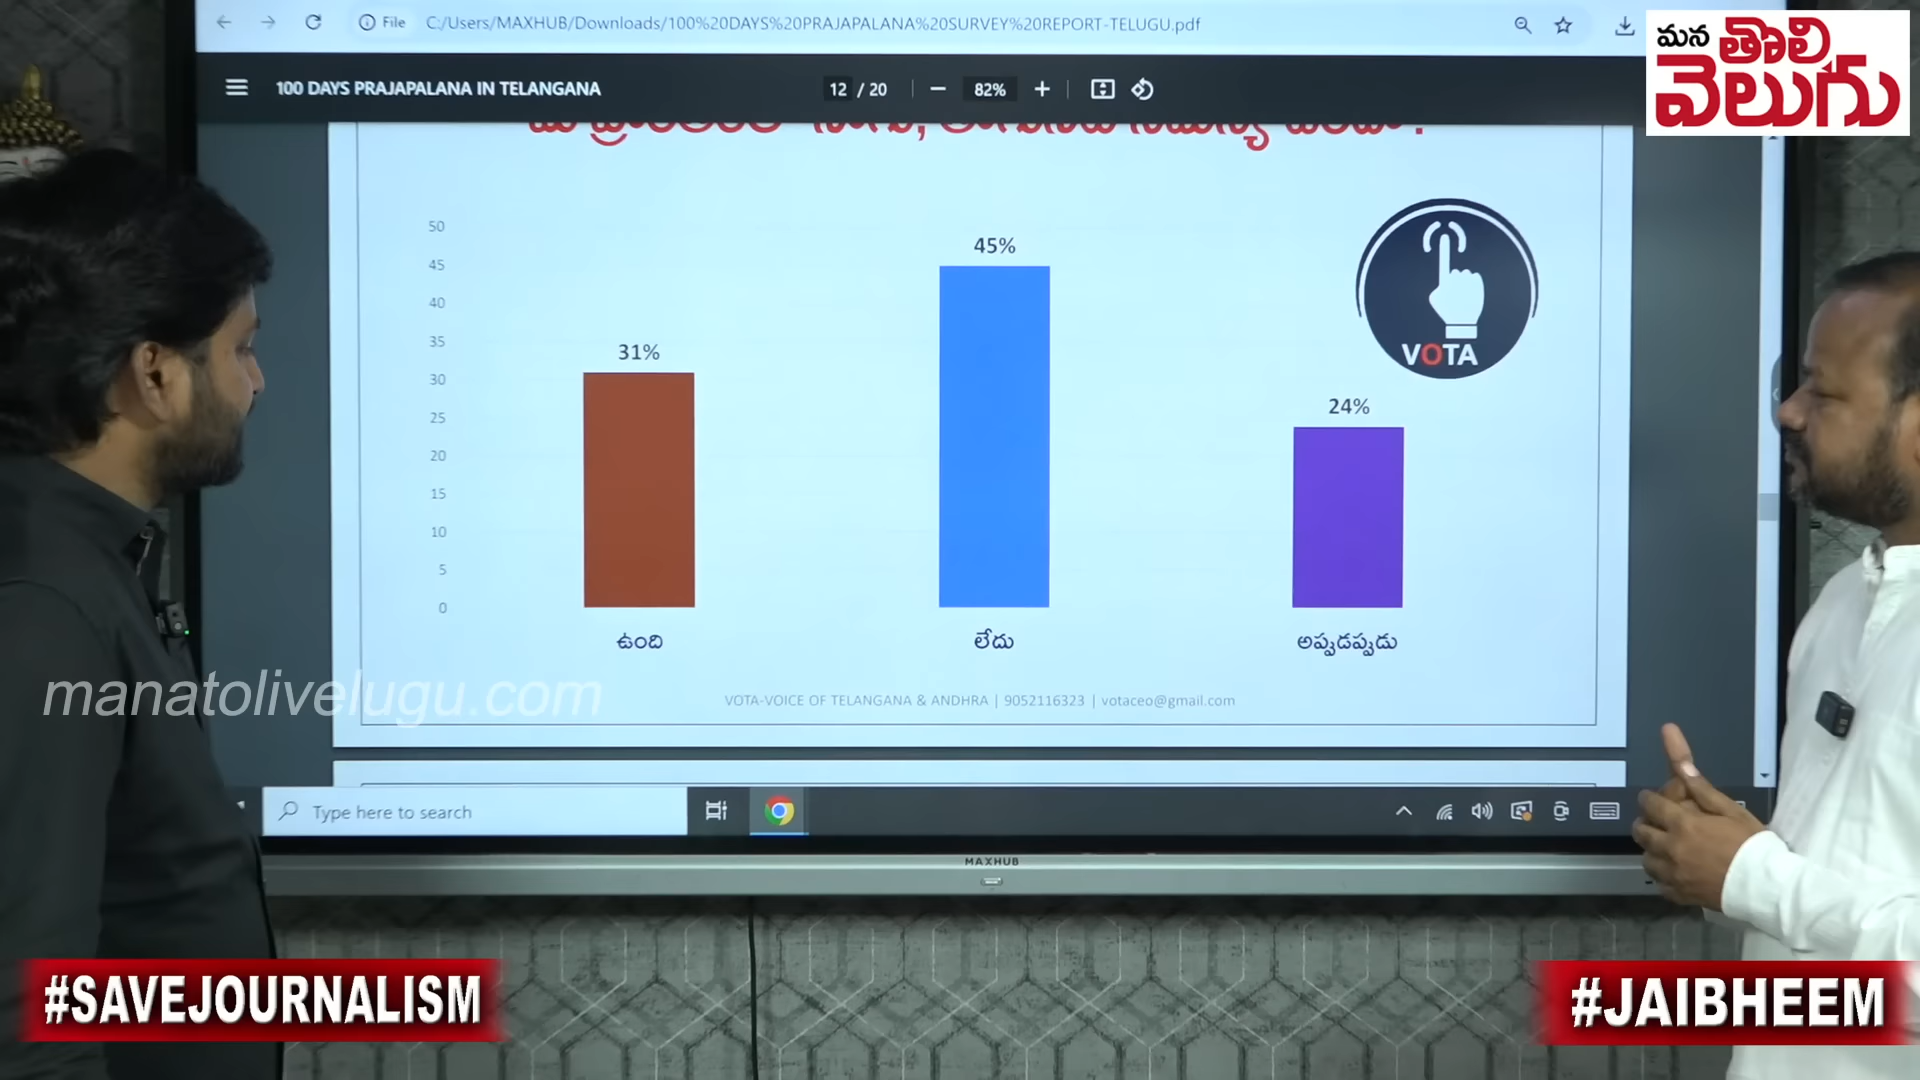 File C:/Users/MAXHUB/Downloads/100%20DAYS%20PRAJAPALANA%20SURVEY%20REPORT-TELUGU.pdf
మన తొలి
వెలుగు
100 DAYS PRAJAPALANA IN TELANGANA 12 / 20 82%
50
45
40
35
30
25
20
15
10
5
0
31%
45%
24%
VOTA
ఉంది లేదు అప్పుడప్పుడు
manatolivelugu.com
VOTA-VOICE OF TELANGANA & ANDHRA | 9052116323 | votaceo@gmail.com
Type here to search
MAXHUB
#SAVEJOURNALISM
#JAIBHEEM